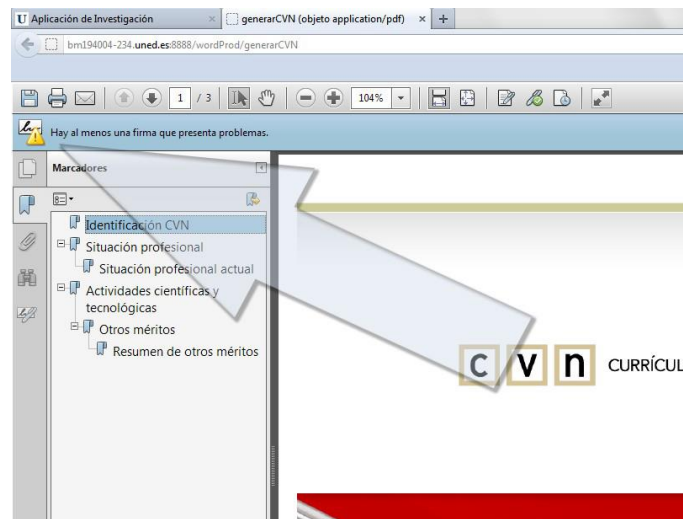 U Aplicación de Investigación
generarCVN (objeto application/pdf)
bm194004-234.uned.es:8888/wordProd/generarCVN
1 / 3
104%
Hay al menos una firma que presenta problemas.
Marcadores
Identificación CVN
Situación profesional
Situación profesional actual
Actividades científicas y
tecnológicas
Otros méritos
Resumen de otros méritos
cvn CURRÍCUL